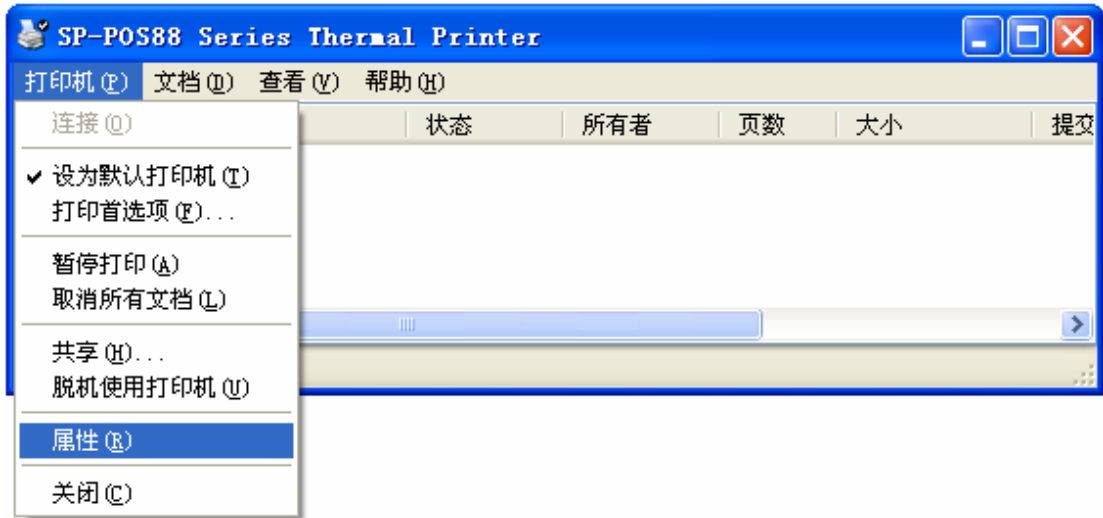 SP-POS88 Series Thermal Printer
打印机(P) 文档(D) 查看(V) 帮助(H)
连接(O) 状态 所有者 页数 大小 提交
设为默认打印机(T)
打印首选项(F)...
暂停打印(A)
取消所有文档(L)
共享(H)...
脱机使用打印机(U)
属性(R)
关闭(C)